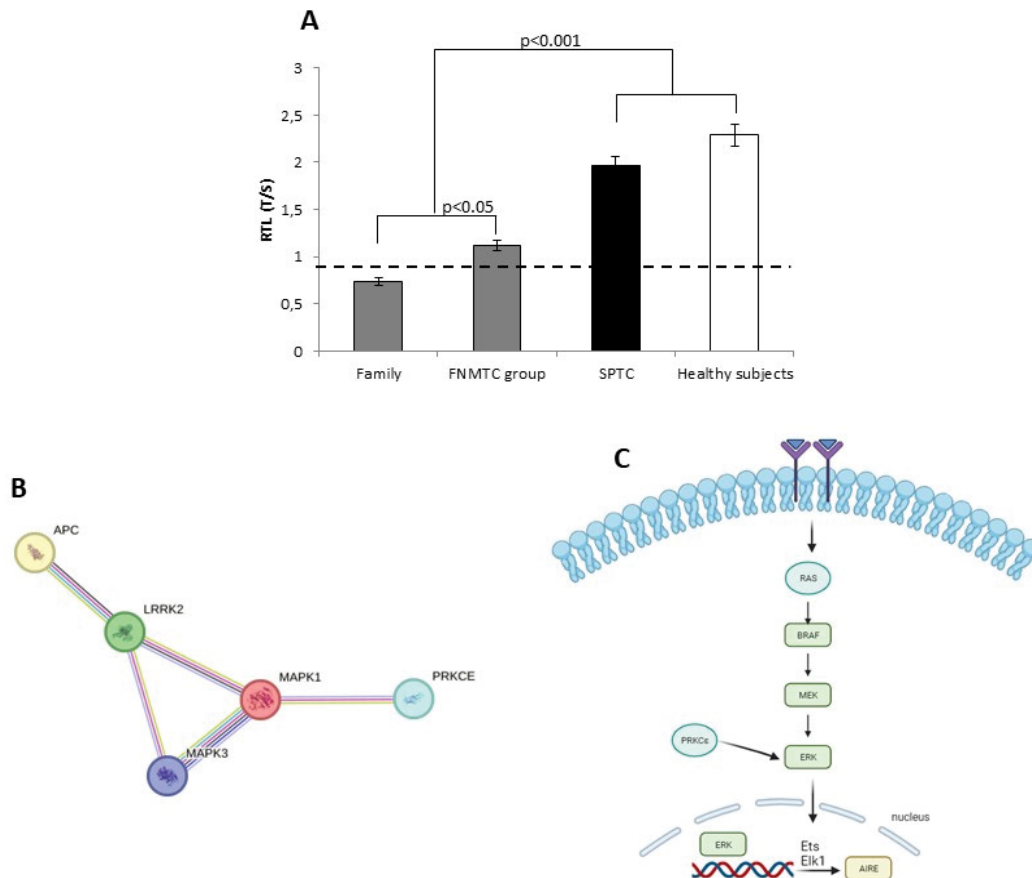 A
p<0.001
3
2,5
2
1,5
1
0,5
0
RTL (T/S)
p<0.05
Family
FNMTC group
SPTC
Healthy subjects
B
APC
LRRK2
MAPK1
PRKCE
MAPK3
C
RAS
BRAF
MEK
PRKCε
ERK
nucleus
ERK
Ets
Elk1
AIRE